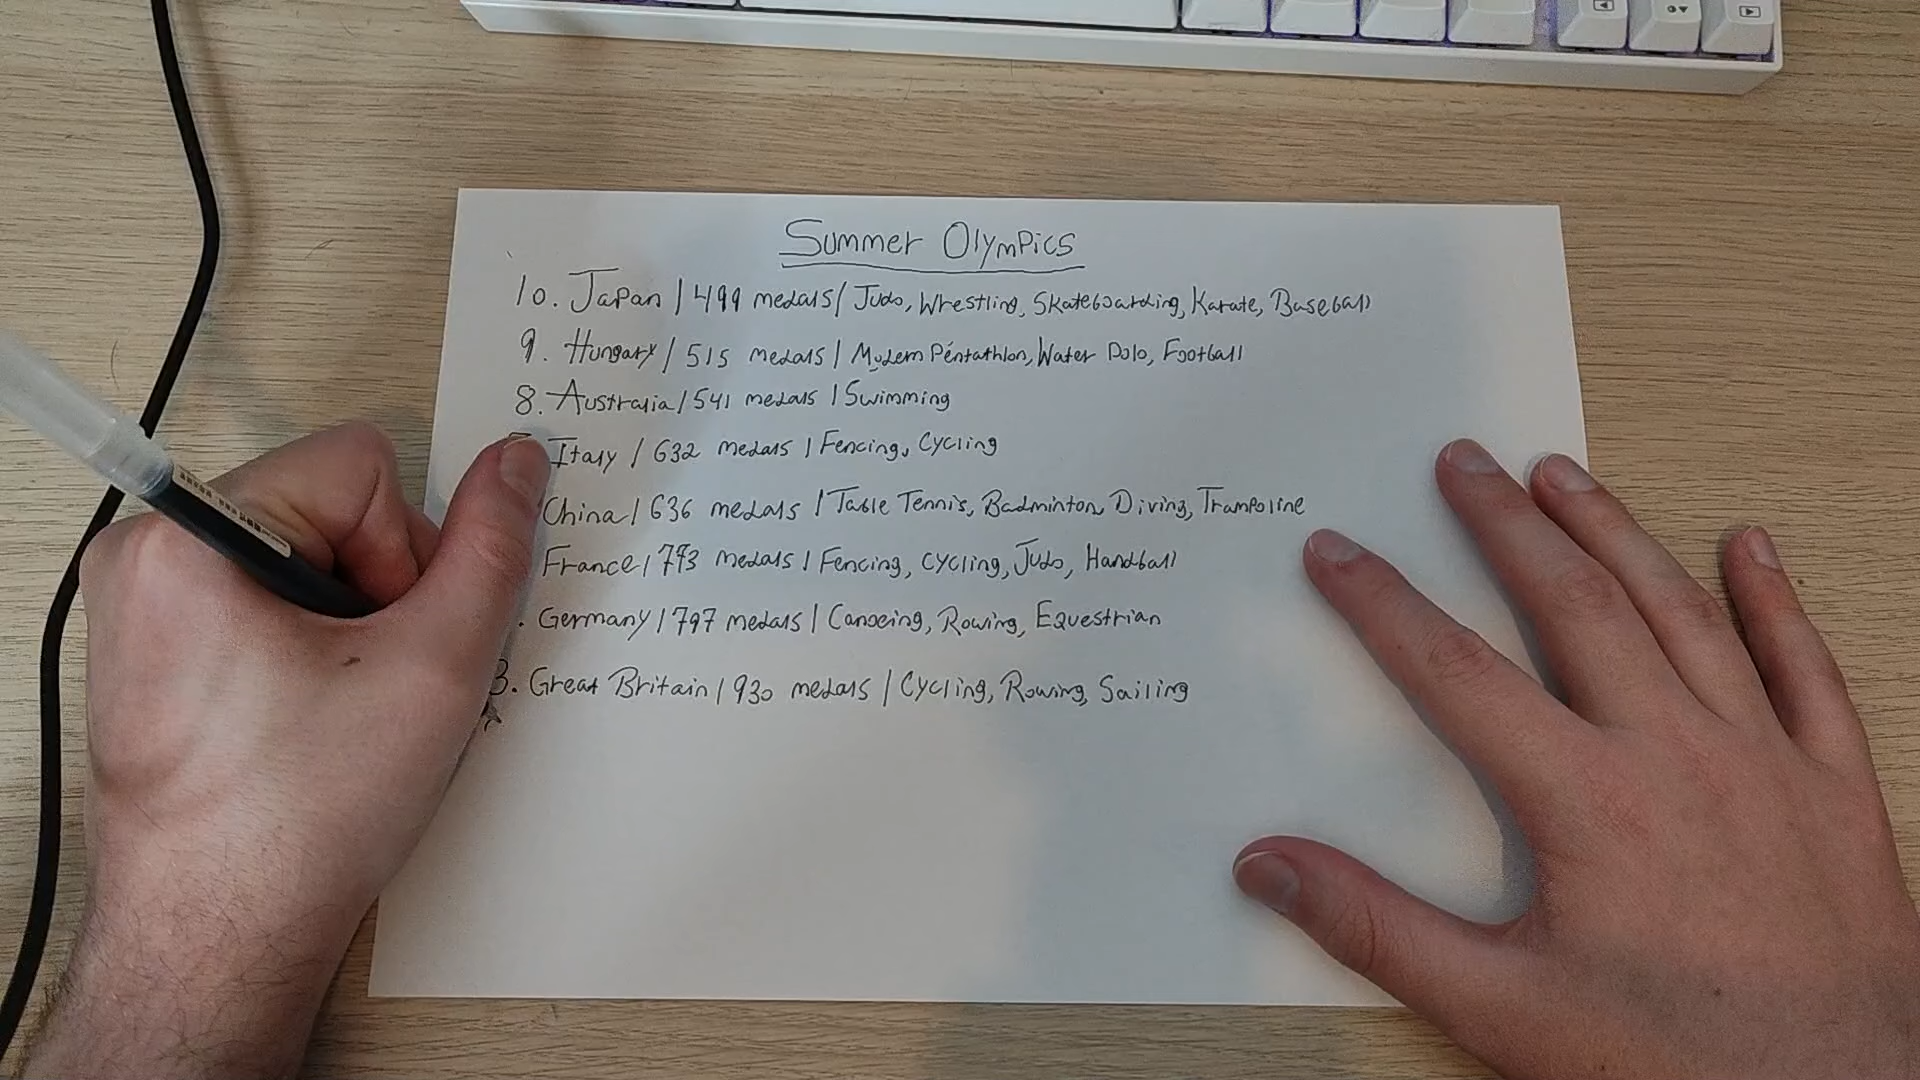 Summer Olympics
10. Japan / 499 medals / Judo, Wrestling, Skateboarding, Karate, Baseball
9. Hungary / 515 medals / Modern Pentathlon, Water Polo, Football
8. Australia / 541 medals / Swimming
Italy / 632 medals / Fencing, Cycling
China / 636 medals / Table Tennis, Badminton, Diving, Trampoline
France / 773 medals / Fencing, Cycling, Judo, Handball
. Germany / 797 medals / Canoeing, Rowing, Equestrian
3. Great Britain / 930 medals / Cycling, Rowing, Sailing